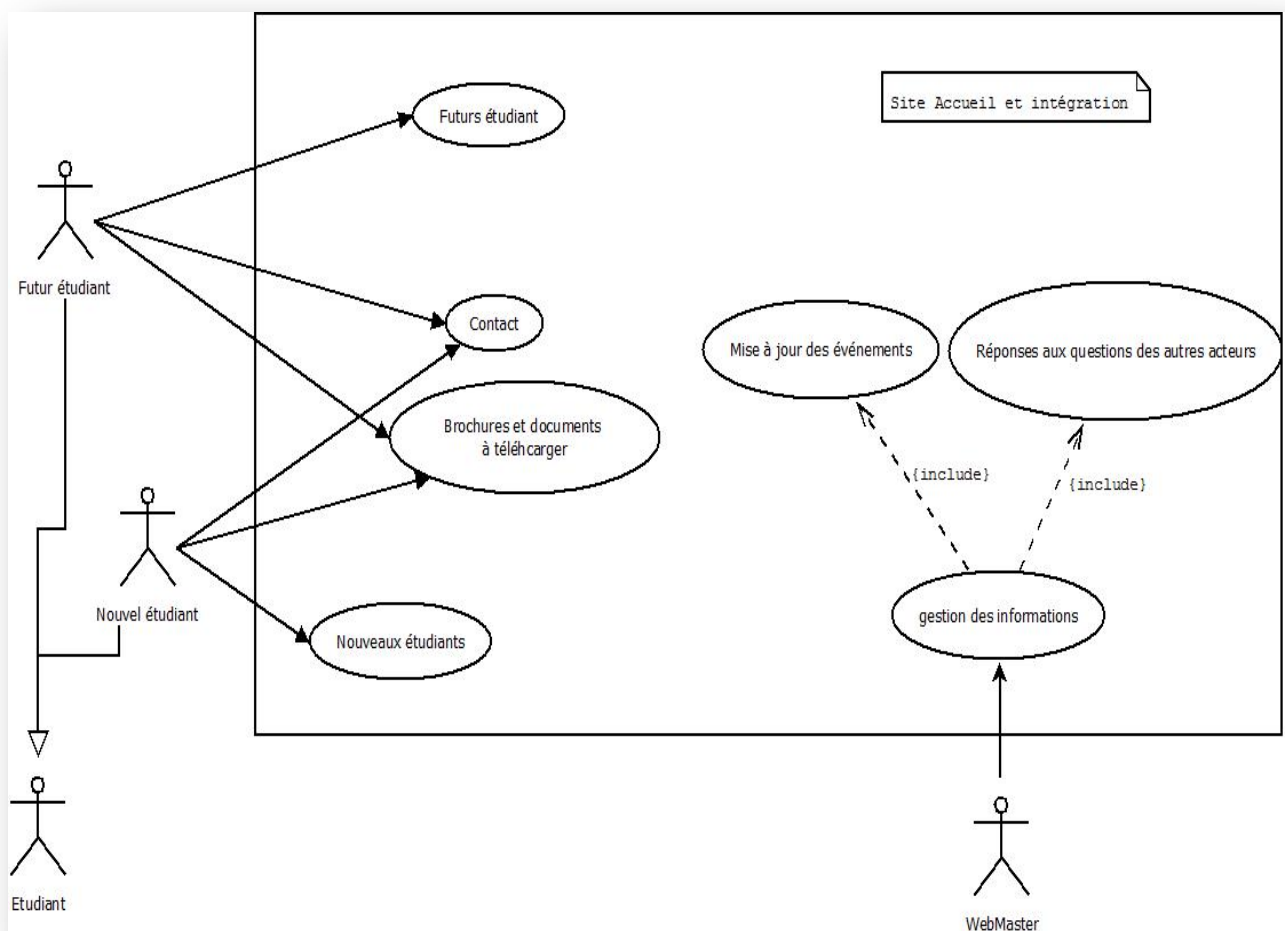 Site Accueil et intégration
Futurs étudiant
Futur étudiant
Contact
Mise à jour des événements
Réponses aux questions des autres acteurs
Brochures et documents
à téléhcarger
{include}
{include}
Nouvel étudiant
gestion des informations
Nouveaux étudiants
Etudiant
WebMaster